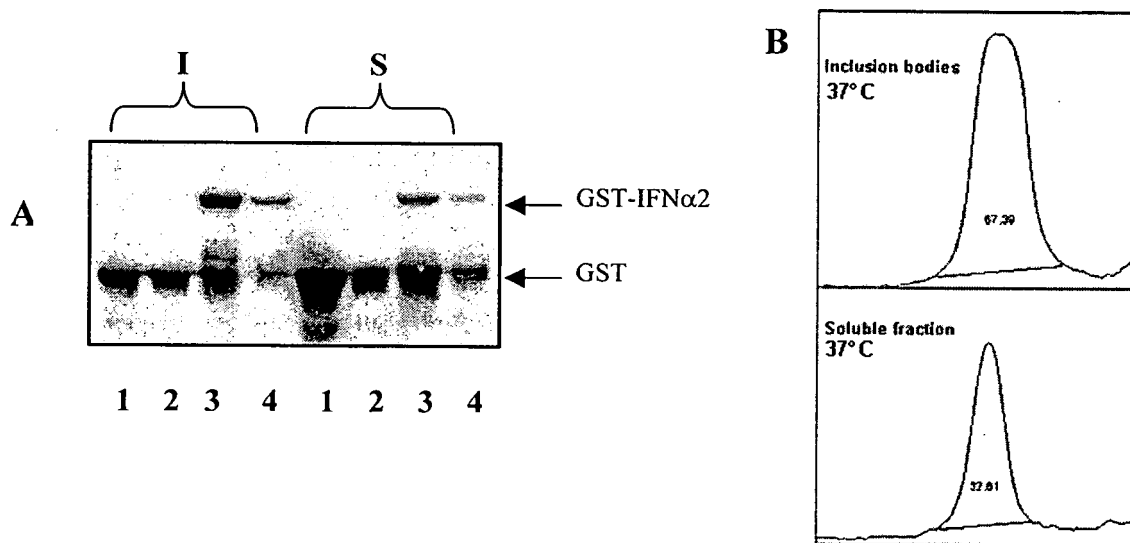 A
I S
GST-IFNα2
GST
1 2 3 4 1 2 3 4
B
Inclusion bodies
37°C
67.39
Soluble fraction
37°C
32.61